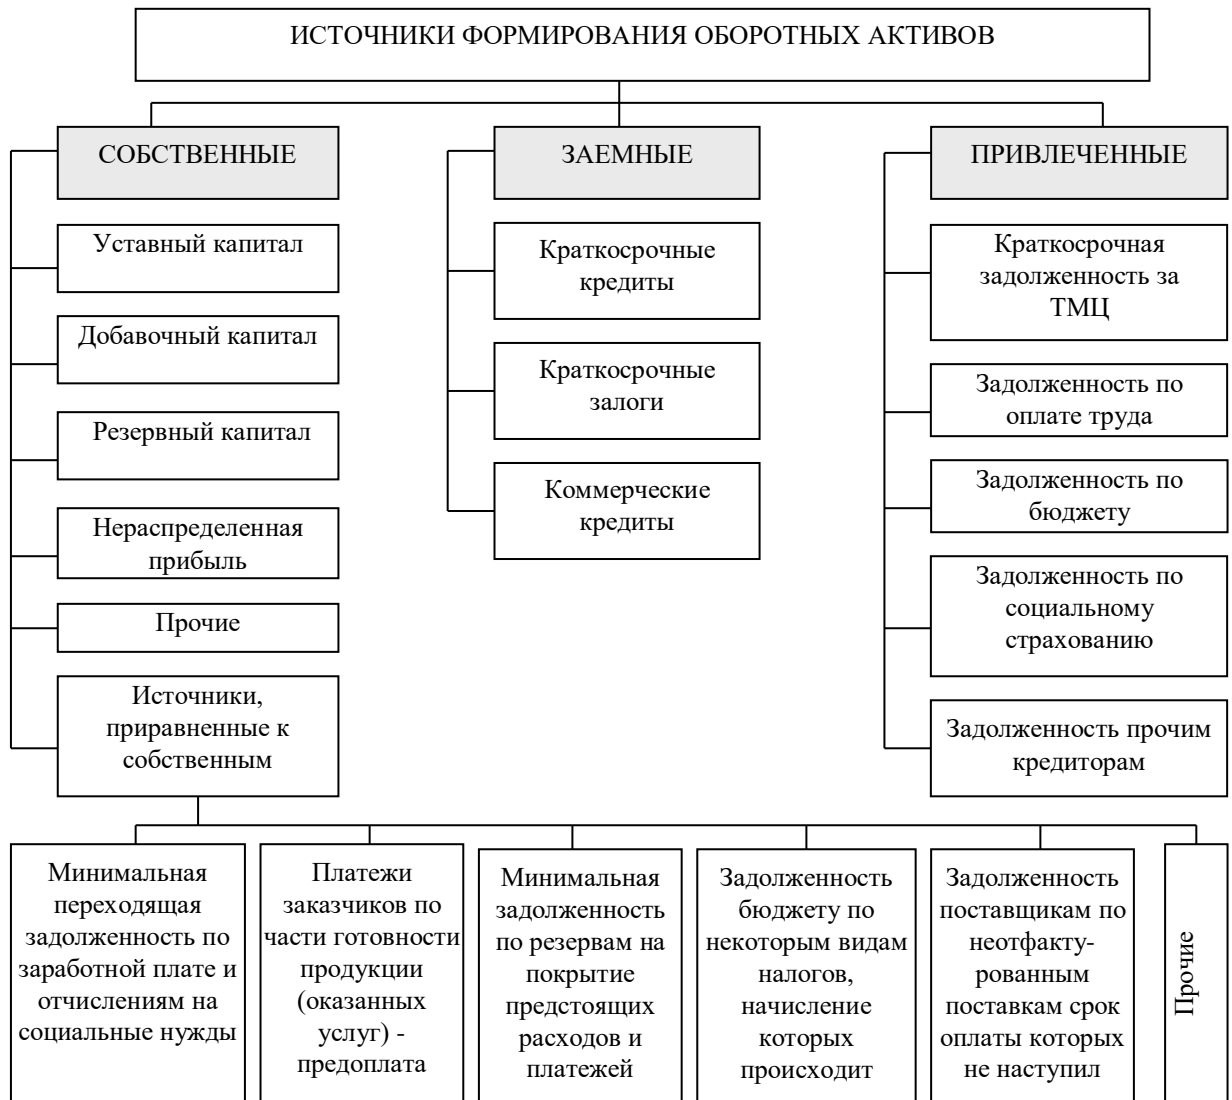 ИСТОЧНИКИ ФОРМИРОВАНИЯ ОБОРОТНЫХ АКТИВОВ
СОБСТВЕННЫЕ
Уставный капитал
Добавочный капитал
Резервный капитал
Нераспределенная
прибыль
Прочие
Источники,
приравненные к
собственным
ЗАЕМНЫЕ
Краткосрочные
кредиты
Краткосрочные
залоги
Коммерческие
кредиты
ПРИВЛЕЧЕННЫЕ
Краткосрочная
задолженность за
ТМЦ
Задолженность по
оплате труда
Задолженность по
бюджету
Задолженность по
социальному
страхованию
Задолженность прочим
кредиторам
Минимальная
переходящая
задолженность по
заработной плате и
отчислениям на
социальные нужды
Платежи
заказчиков по
части готовности
продукции
(оказанных
услуг) -
предоплата
Минимальная
задолженность
по резервам на
покрытие
предстоящих
расходов и
платежей
Задолженность
бюджету по
некоторым видам
налогов,
начисление
которых
происходит
Задолженность
поставщикам по
неотфакту-
рованным
поставкам срок
оплаты которых
не наступил
Прочие